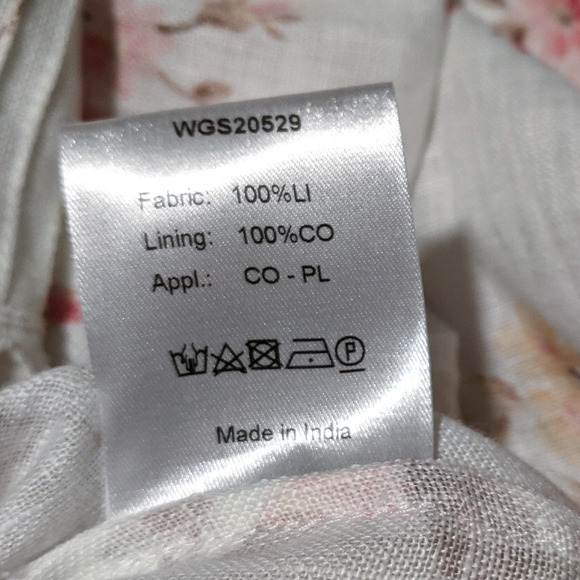 WGS20529
Fabric: 100%LI
Lining: 100%CO
Appl.: CO - PL
P
Made in India